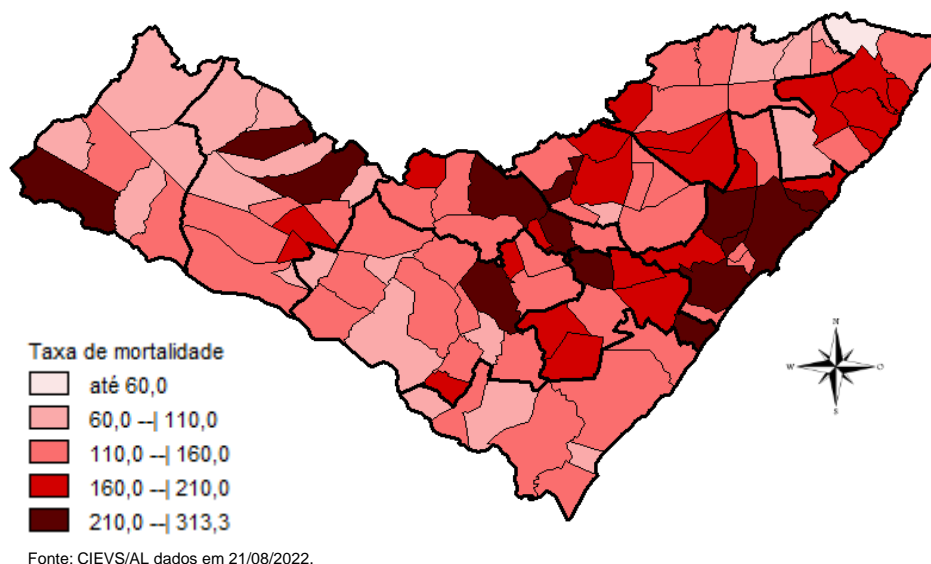 N
W
O
S
Taxa de mortalidade
até 60,0
60,0 --| 110,0
110,0 --| 160,0
160,0 --| 210,0
210,0 --| 313,3
Fonte: CIEVS/AL dados em 21/08/2022.